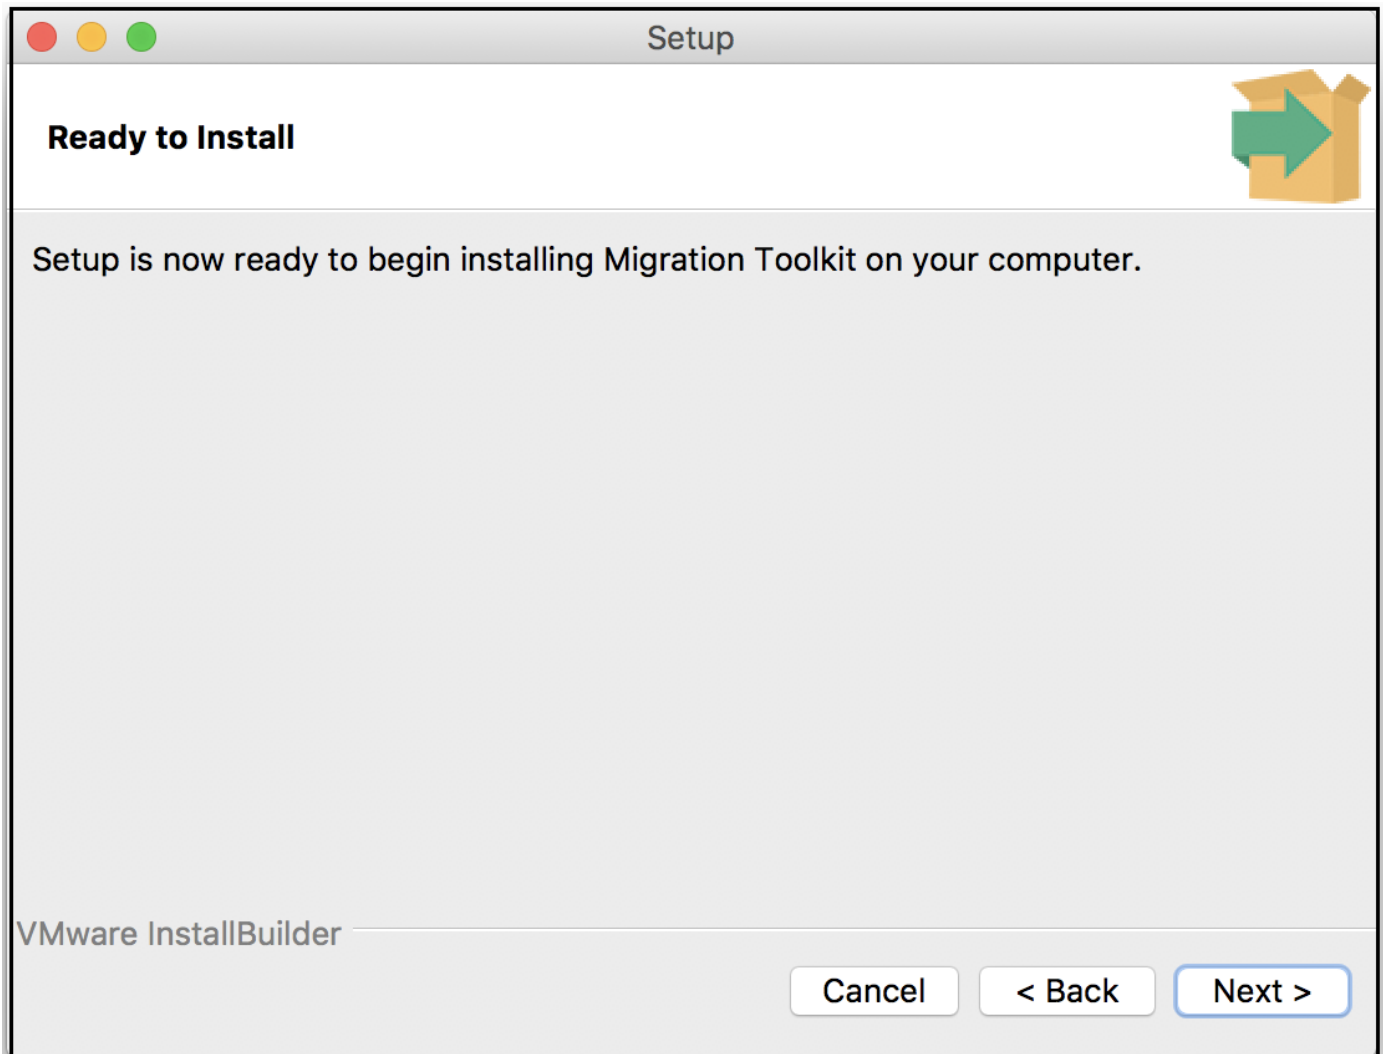 Setup
Ready to Install
Setup is now ready to begin installing Migration Toolkit on your computer.
VMware InstallBuilder
Cancel
< Back
Next >